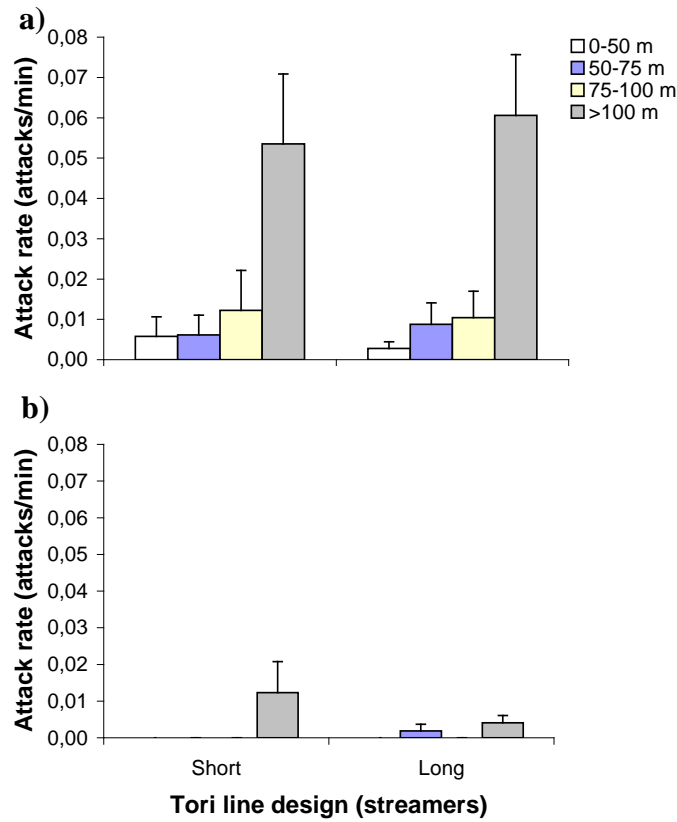 a)
0,08
0,07
0,06
0,05
0,04
0,03
0,02
0,01
0,00
Attack rate (attacks/min)
0-50 m
50-75 m
75-100 m
>100 m
b)
0,08
0,07
0,06
0,05
0,04
0,03
0,02
0,01
0,00
Attack rate (attacks/min)
Short Long
Tori line design (streamers)